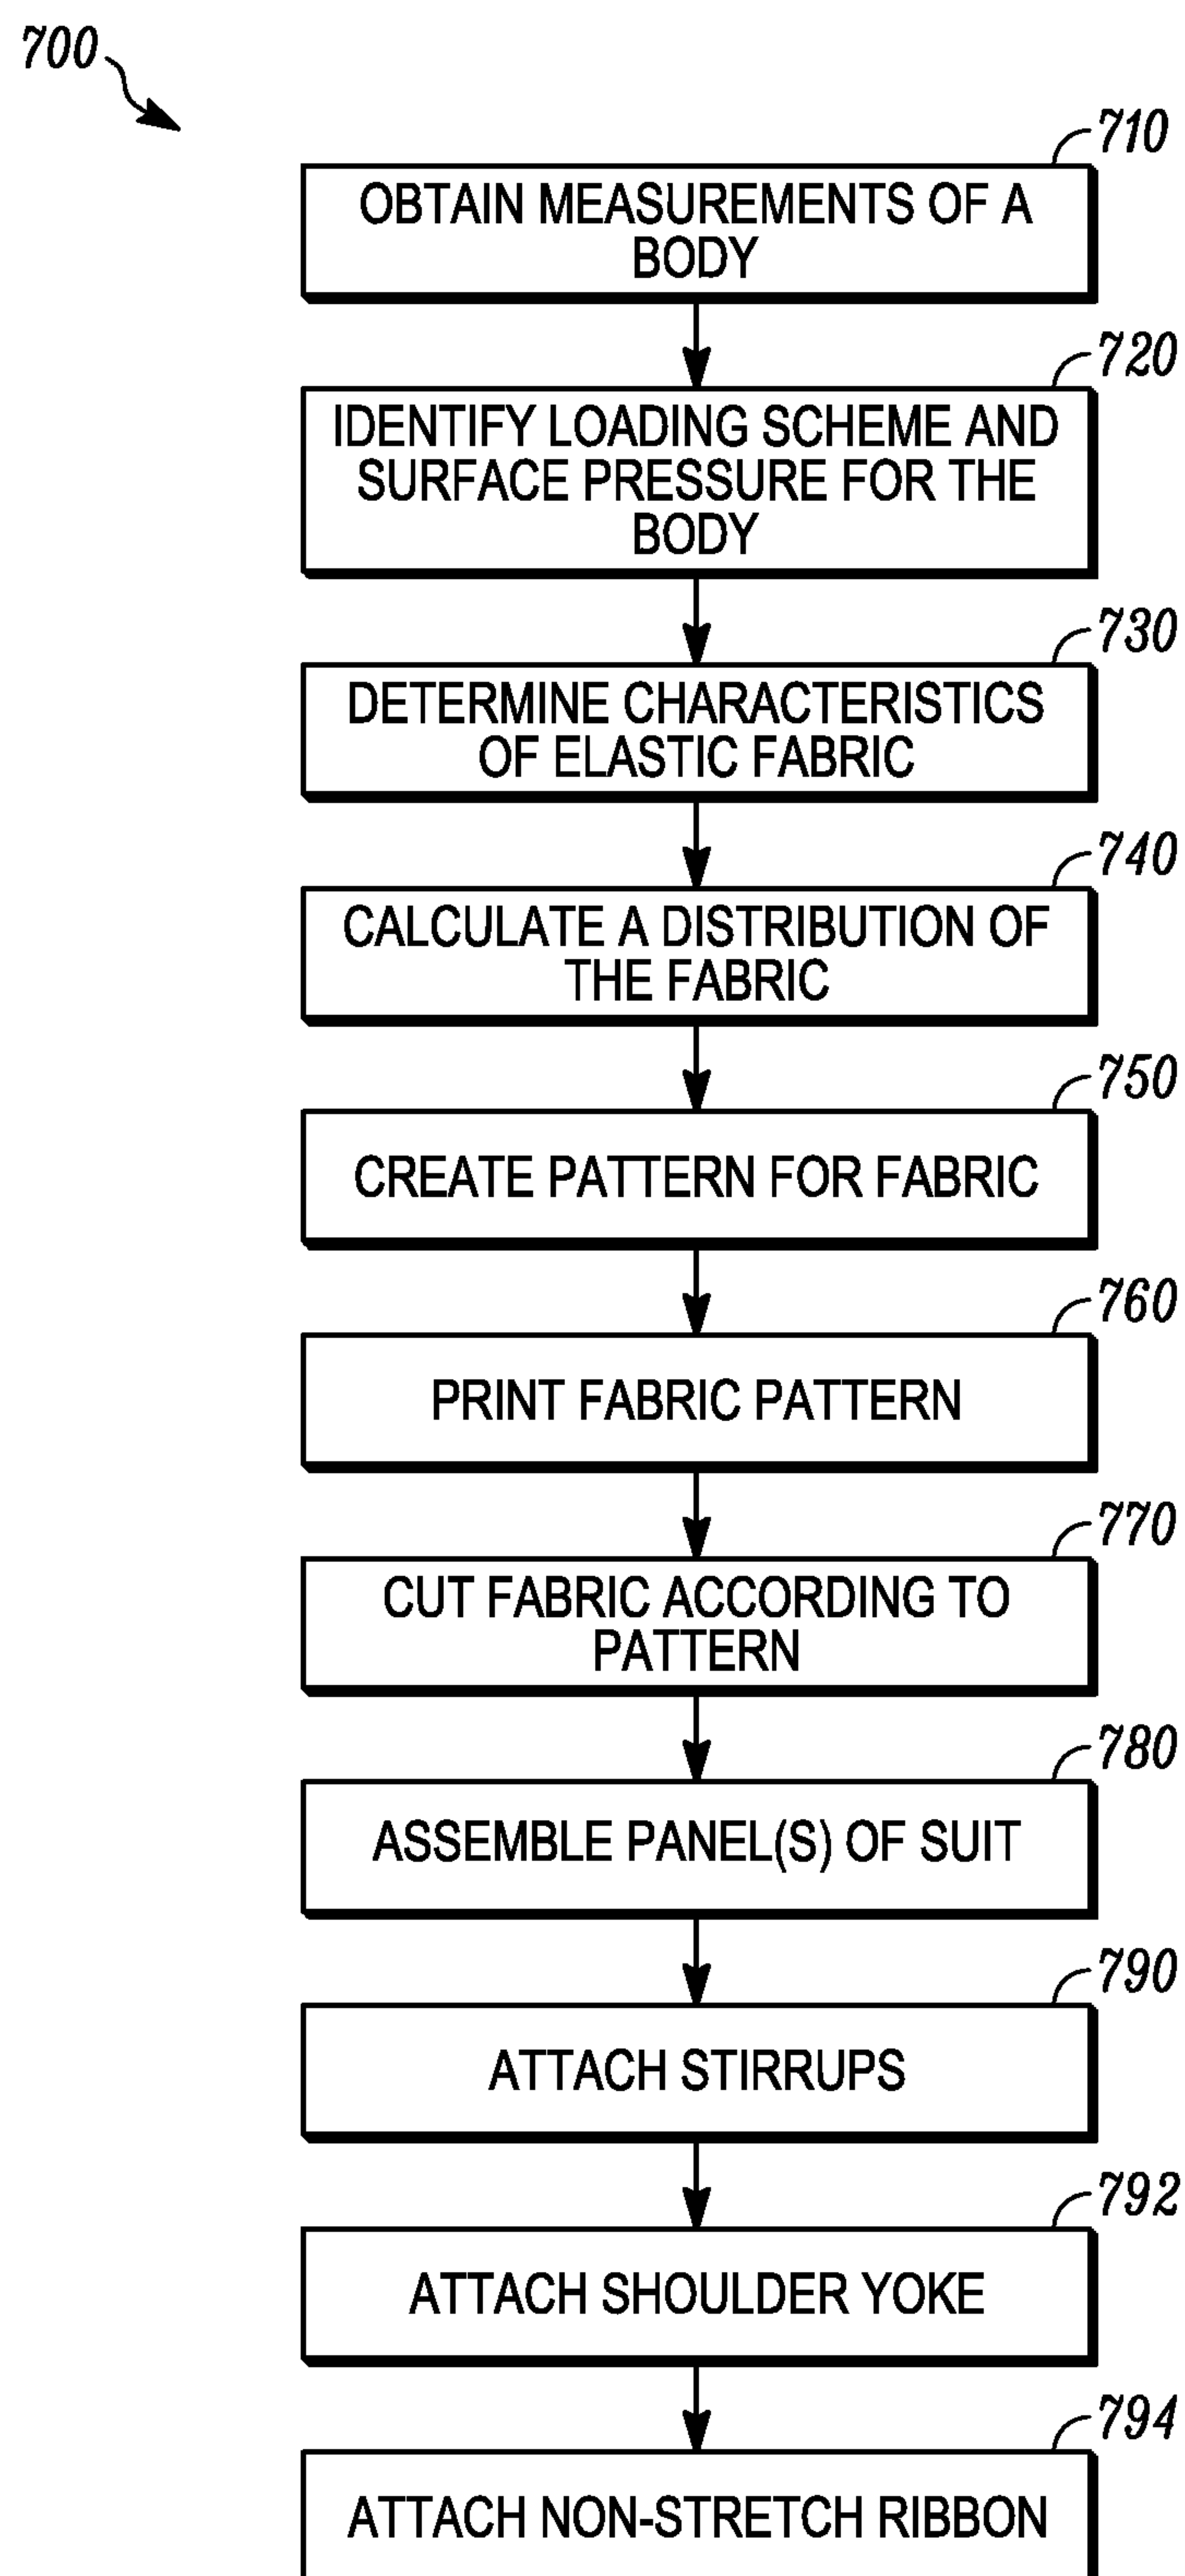 700
710
OBTAIN MEASUREMENTS OF A
BODY
720
IDENTIFY LOADING SCHEME AND
SURFACE PRESSURE FOR THE
BODY
730
DETERMINE CHARACTERISTICS
OF ELASTIC FABRIC
740
CALCULATE A DISTRIBUTION OF
THE FABRIC
750
CREATE PATTERN FOR FABRIC
760
PRINT FABRIC PATTERN
770
CUT FABRIC ACCORDING TO
PATTERN
780
ASSEMBLE PANEL(S) OF SUIT
790
ATTACH STIRRUPS
792
ATTACH SHOULDER YOKE
794
ATTACH NON-STRETCH RIBBON